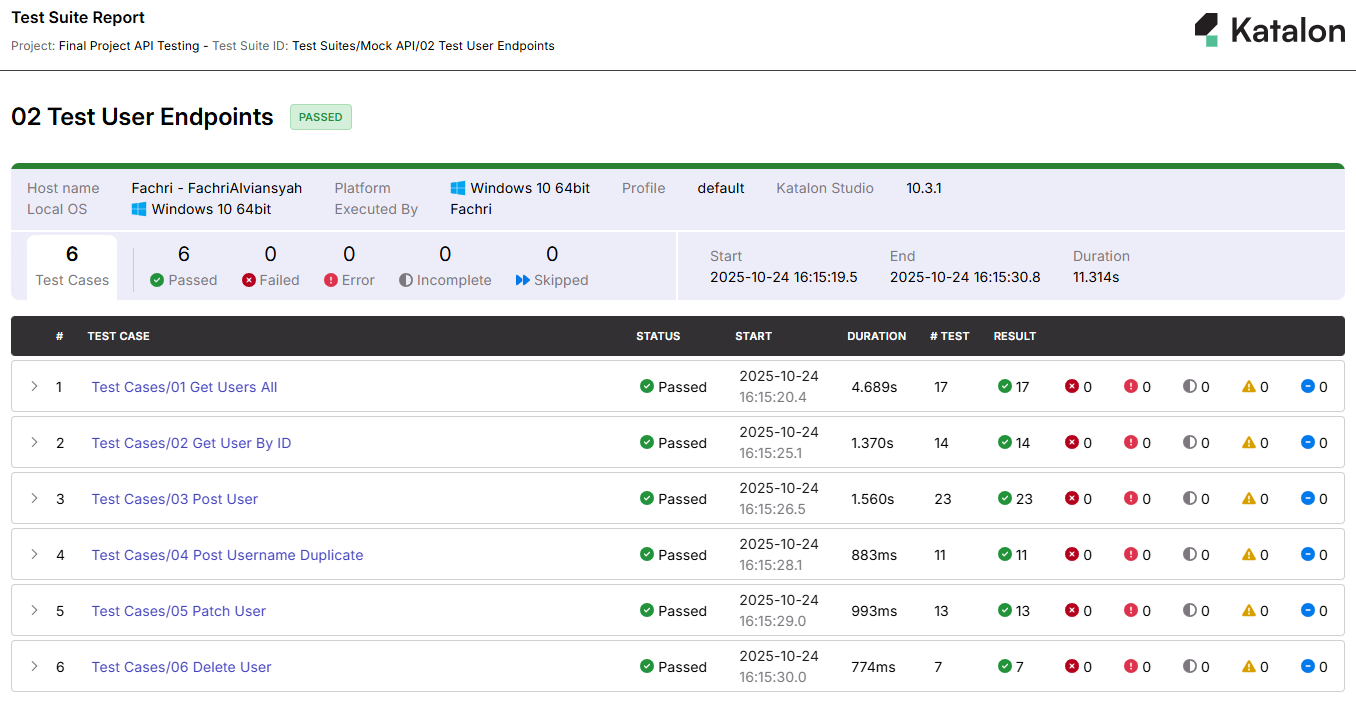 Test Suite Report
Katalon
Project: Final Project API Testing - Test Suite ID: Test Suites/Mock API/02 Test User Endpoints
02 Test User Endpoints PASSED
Host name Fachri - FachriAlviansyah Platform Windows 10 64bit Profile default Katalon Studio 10.3.1
Local OS Windows 10 64bit Executed By Fachri
6 6 0 0 0 0
Test Cases Passed Failed Error Incomplete Skipped
Start End Duration
2025-10-24 16:15:19.5 2025-10-24 16:15:30.8 11.314s
# TEST CASE STATUS START DURATION # TEST RESULT
1 Test Cases/01 Get Users All Passed 2025-10-24 4.689s 17 17 0 0 0 0 0
16:15:20.4
2 Test Cases/02 Get User By ID Passed 2025-10-24 1.370s 14 14 0 0 0 0 0
16:15:25.1
3 Test Cases/03 Post User Passed 2025-10-24 1.560s 23 23 0 0 0 0 0
16:15:26.5
4 Test Cases/04 Post Username Duplicate Passed 2025-10-24 883ms 11 11 0 0 0 0 0
16:15:28.1
5 Test Cases/05 Patch User Passed 2025-10-24 993ms 13 13 0 0 0 0 0
16:15:29.0
6 Test Cases/06 Delete User Passed 2025-10-24 774ms 7 7 0 0 0 0 0
16:15:30.0